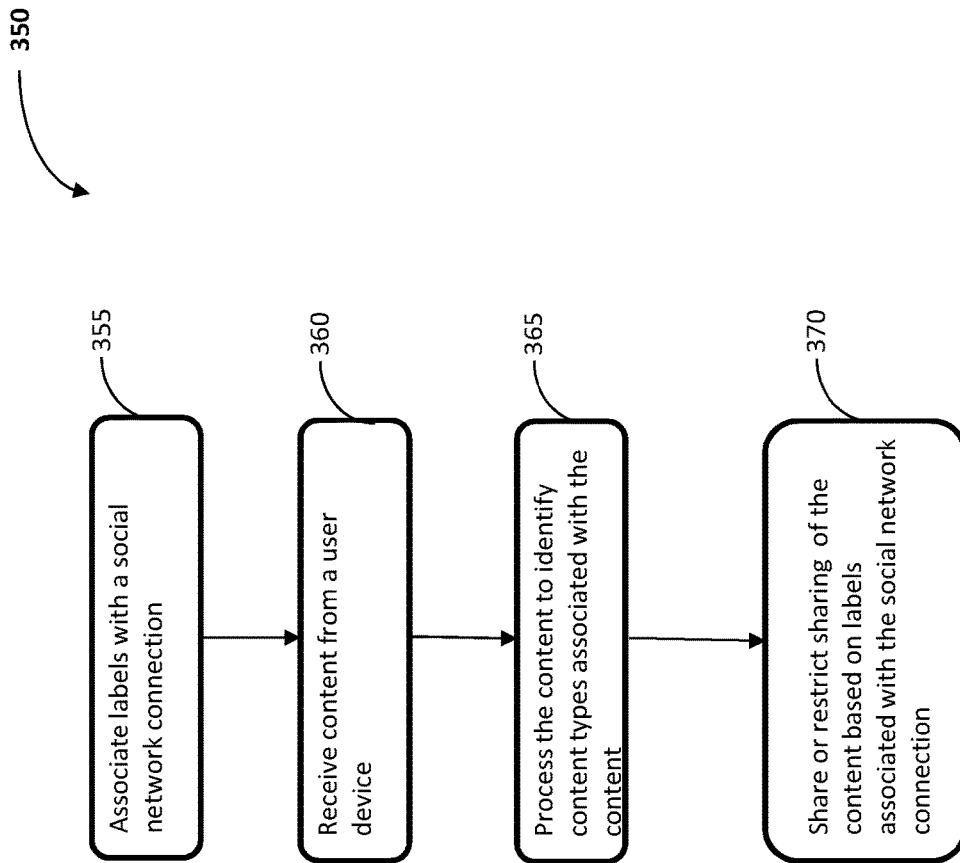 350
355
Associate labels with a social
network connection
360
Receive content from a user
device
365
Process the content to identify
content types associated with the
content
370
Share or restrict sharing of the
content based on labels
associated with the social network
connection